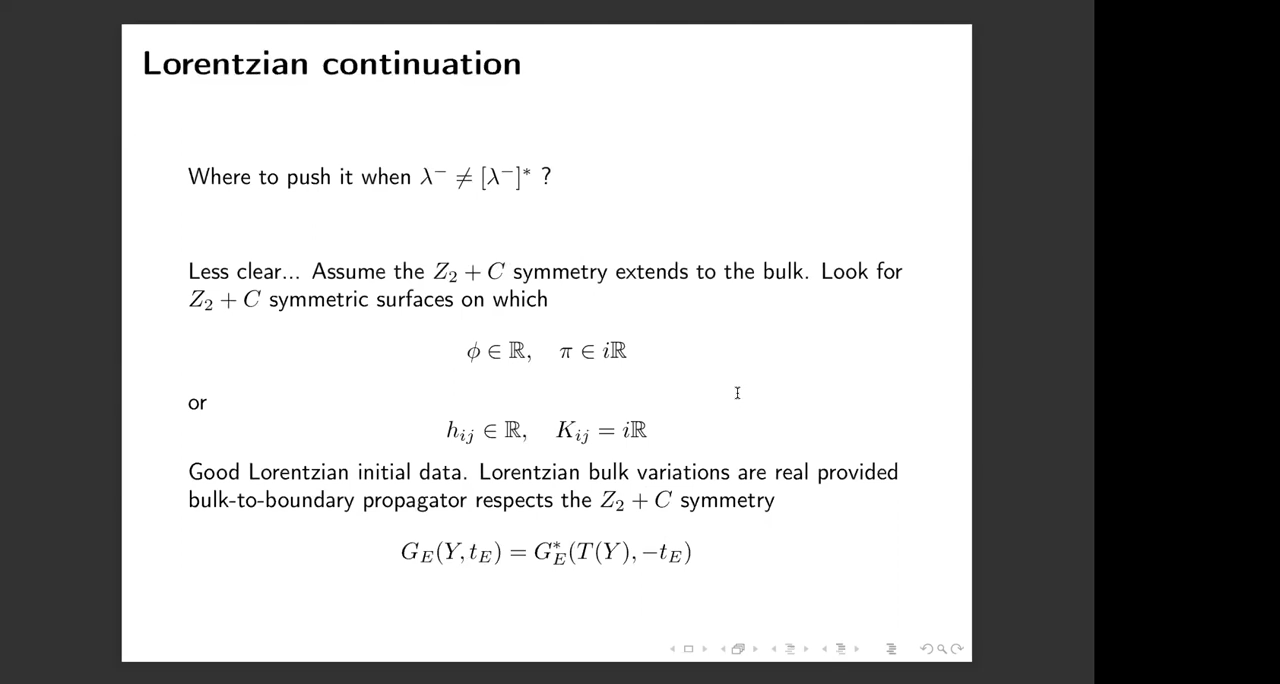 Lorentzian continuation
Where to push it when λ⁻ ≠ [λ⁻]* ?
Less clear... Assume the Z₂ + C symmetry extends to the bulk. Look for
Z₂ + C symmetric surfaces on which
ϕ ∈ ℝ, π ∈ iℝ
or
hᵢⱼ ∈ ℝ, Kᵢⱼ = iℝ
Good Lorentzian initial data. Lorentzian bulk variations are real provided
bulk-to-boundary propagator respects the Z₂ + C symmetry
G_E(Y, t_E) = G*_E(T(Y), −t_E)